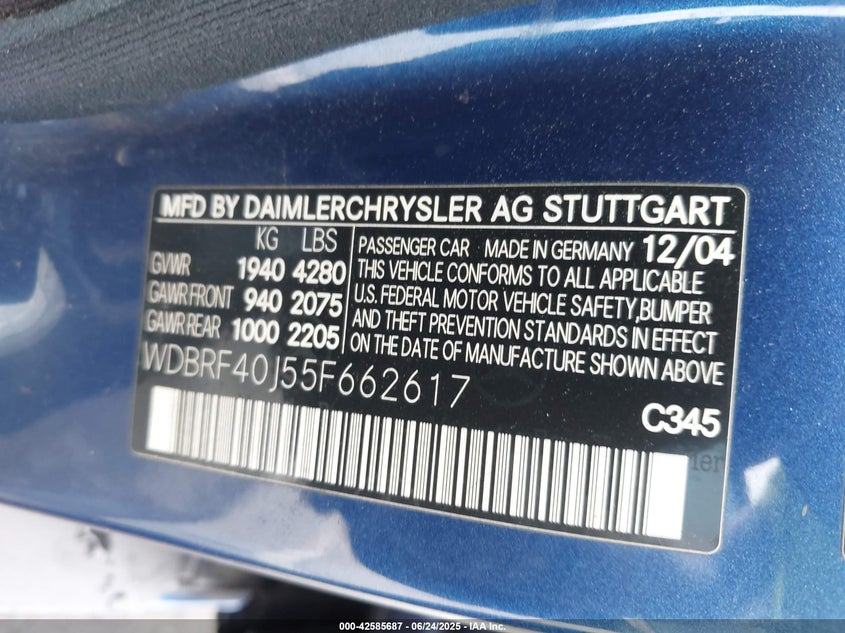 MFD BY DAIMLERCHRYSLER AG STUTTGART
KG LBS
GVWR 1940 4280
GAWR FRONT 940 2075
GAWR REAR 1000 2205
PASSENGER CAR MADE IN GERMANY 12/04
THIS VEHICLE CONFORMS TO ALL APPLICABLE
U.S. FEDERAL MOTOR VEHICLE SAFETY,BUMPER
AND THEFT PREVENTION STANDARDS IN EFFECT
ON THE DATE OF MANUFACTURE SHOWN ABOVE
WDBRF40J55F662617
C345
000-42585687 - 06/24/2025 - IAA Inc.